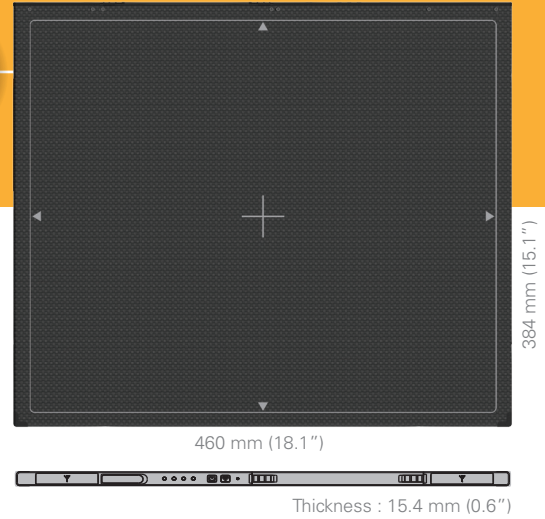 384 mm (15.1”)
460 mm (18.1”)
Thickness : 15.4 mm (0.6”)